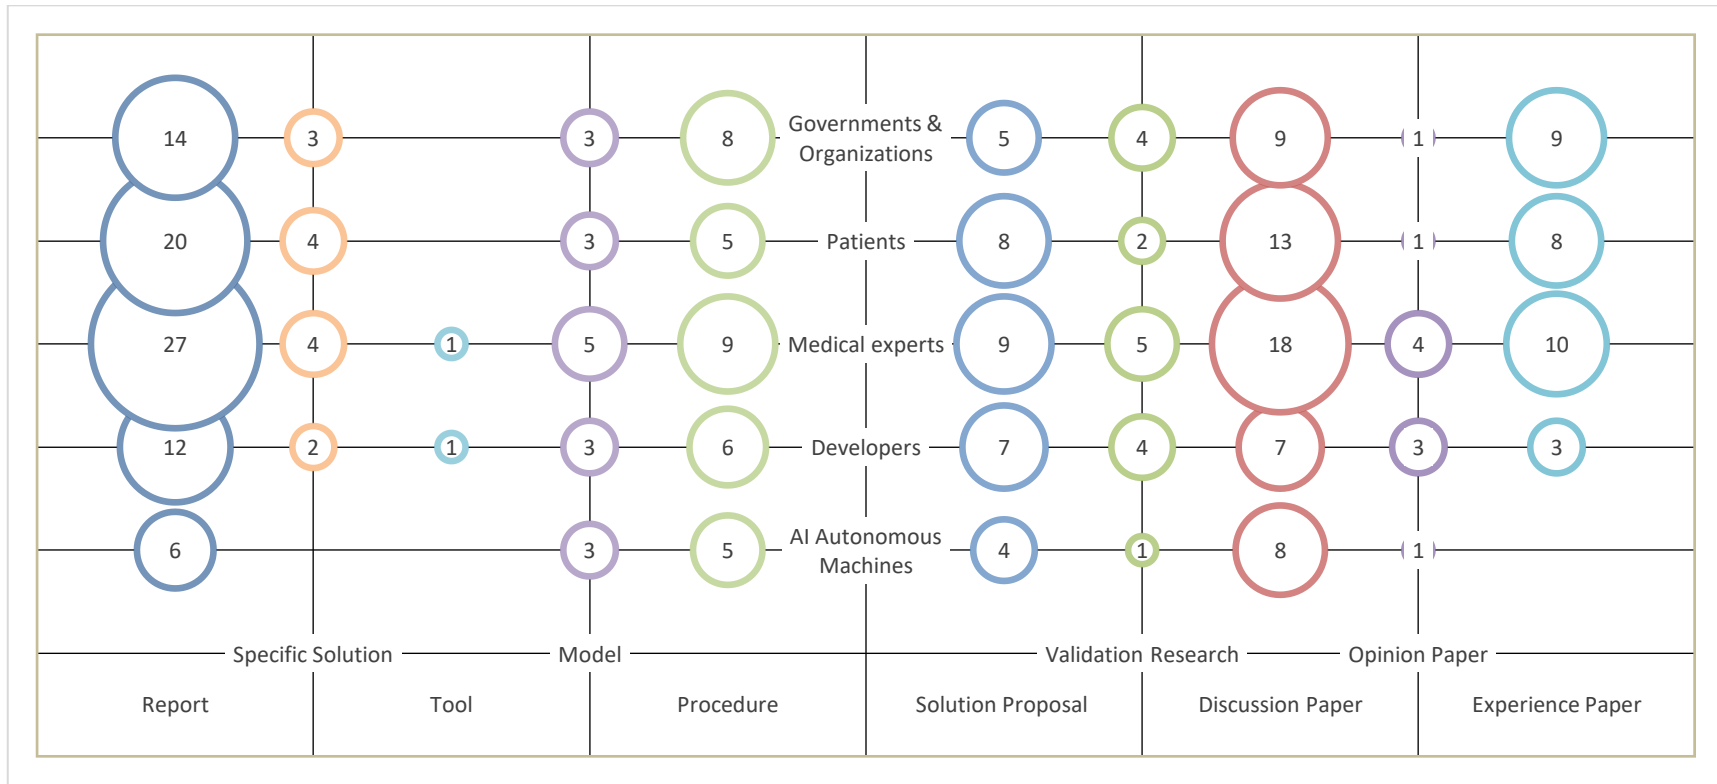 14 3 3 8 Governments & 5 4 9 1 9
Organizations
20 4 3 5 Patients 8 2 13 1 8
27 4 1 5 9 Medical experts 9 5 18 4 10
12 2 1 3 6 Developers 7 4 7 3 3
6 3 5 AI Autonomous 4 1 8 1
Machines
Specific Solution Model Validation Research Opinion Paper
Report Tool Procedure Solution Proposal Discussion Paper Experience Paper